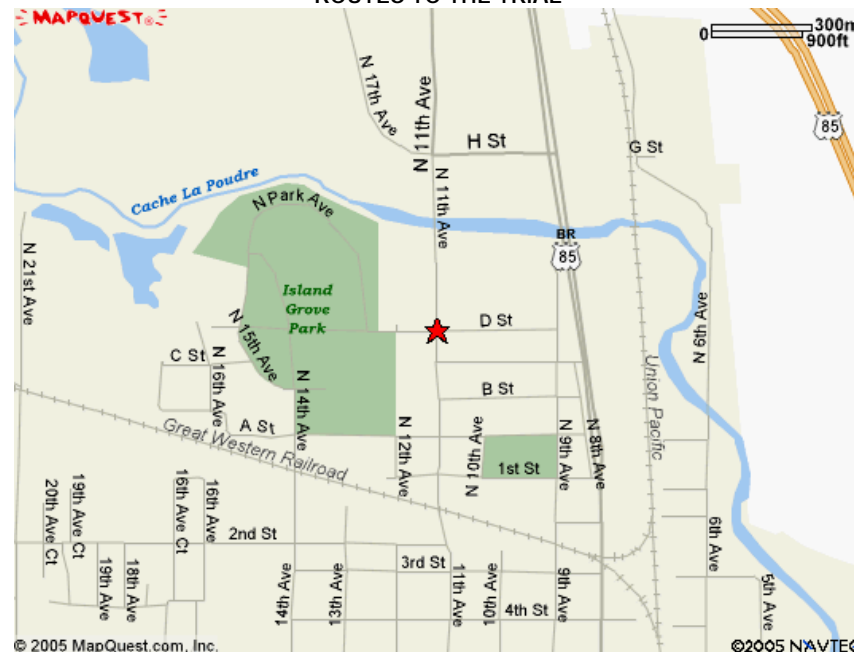 ROUTES TO THE TRIAL
MAPQUEST
0
300m
900ft
N 17th Ave
N 11th Ave
H St
G St
85
Cache La Poudre
N Park Ave
N 11th Ave
BR
85
N 21st Ave
Island
Grove
Park
N 15th Ave
D St
N 6th Ave
C St
N 16th Ave
N 14th Ave
B St
Union Pacific
A St
Great Western Railroad
N 12th Ave
N 10th Ave
1st St
N 9th Ave
N 8th Ave
20th Ave Ct
19th Ave Ct
16th Ave Ct
16th Ave
2nd St
6th Ave
19th Ave
18th Ave
14th Ave
13th Ave
3rd St
11th Ave
10th Ave
9th Ave
5th Ave
4th St
© 2005 MapQuest.com, Inc.
©2005 NAVTEQ